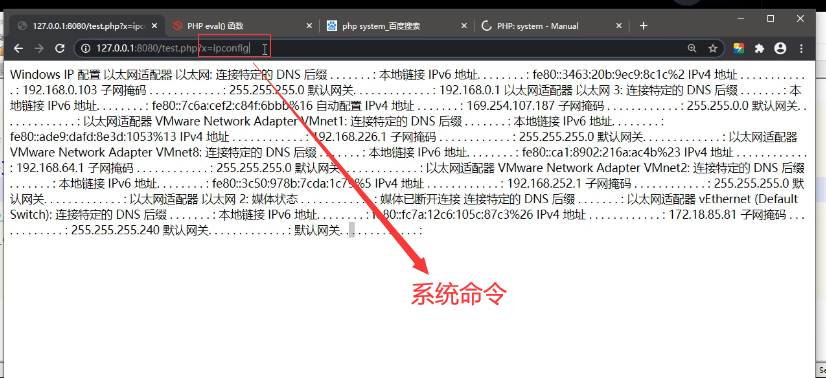 127.0.0.1:8080/test.php?x=ipco
PHP eval() 函数
php system_百度搜索
PHP: system - Manual
127.0.0.1:8080/test.php?x=ipconfig
Windows IP 配置 以太网适配器 以太网: 连接特定的 DNS 后缀 . . . . . . . : 本地链接 IPv6 地址. . . . . . . . : fe80::3463:20b:9ec9:8c1c%2 IPv4 地址 . . . . . . . . . . . .
: 192.168.0.103 子网掩码 . . . . . . . . . . . . : 255.255.255.0 默认网关. . . . . . . . . . . . . : 192.168.0.1 以太网适配器 以太网 3: 连接特定的 DNS 后缀 . . . . . . . : 本
地链接 IPv6 地址. . . . . . . . : fe80::7c6a:cef2:c84f:6bbb%16 自动配置 IPv4 地址 . . . . . . . : 169.254.107.187 子网掩码 . . . . . . . . . . . . : 255.255.0.0 默认网关. .
. . . . . . . . . . . : 以太网适配器 VMware Network Adapter VMnet1: 连接特定的 DNS 后缀 . . . . . . . : 本地链接 IPv6 地址. . . . . . . . :
fe80::ade9:dafd:8e3d:1053%13 IPv4 地址 . . . . . . . . . . . . : 192.168.226.1 子网掩码 . . . . . . . . . . . . : 255.255.255.0 默认网关. . . . . . . . . . . . . : 以太网适配器
VMware Network Adapter VMnet8: 连接特定的 DNS 后缀 . . . . . . . : 本地链接 IPv6 地址. . . . . . . . : fe80::ca1:8902:216a:ac4b%23 IPv4 地址 . . . . . . . . . . . .
: 192.168.64.1 子网掩码 . . . . . . . . . . . . : 255.255.255.0 默认网关. . . . . . . . . . . . . : 以太网适配器 VMware Network Adapter VMnet2: 连接特定的 DNS 后缀
. . . . . . . : 本地链接 IPv6 地址. . . . . . . . : fe80::3c50:978b:7cda:1c79%5 IPv4 地址 . . . . . . . . . . . . : 192.168.252.1 子网掩码 . . . . . . . . . . . . : 255.255.255.0 默
认网关. . . . . . . . . . . . . : 以太网适配器 以太网 2: 媒体状态 . . . . . . . . . . . . : 媒体已断开连接 连接特定的 DNS 后缀 . . . . . . . : 以太网适配器 vEthernet (Default
Switch): 连接特定的 DNS 后缀 . . . . . . . : 本地链接 IPv6 地址. . . . . . . . : fe80::fc7a:12c6:105c:87c3%26 IPv4 地址 . . . . . . . . . . . . : 172.18.85.81 子网掩码 . .
. . . . . . . . . . : 255.255.255.240 默认网关. . . . . . . . . . . . . : 默认网关. . . . . . . . . . . . . :
系统命令